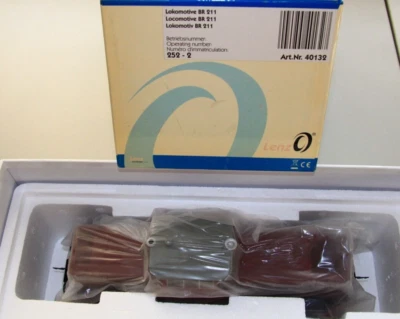 Lokomotive BR 211
Locomotive BR 211
Lokomotiv BR 211
Betriebsnummer:
Operating number:
Numéro d'immatriculation:
252 - 2
Art.Nr. 40132
Lenz
CE